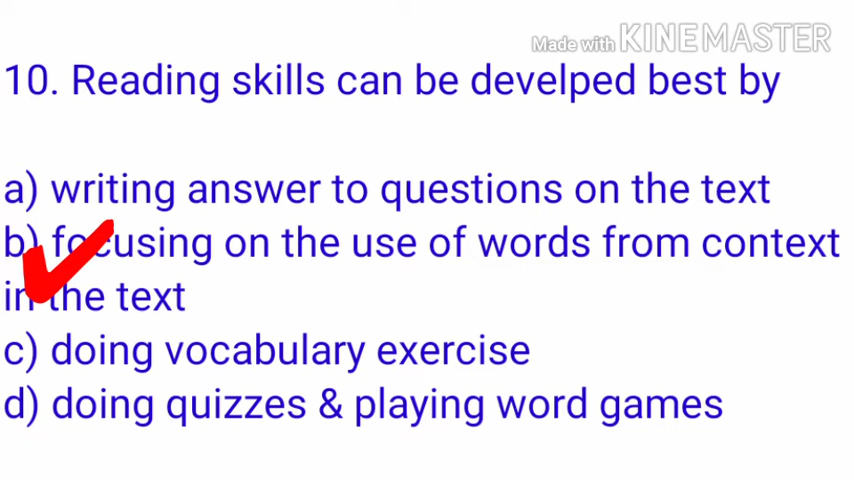 Made with KINEMASTER
10. Reading skills can be develped best by
a) writing answer to questions on the text
b) focusing on the use of words from context
in the text
c) doing vocabulary exercise
d) doing quizzes & playing word games